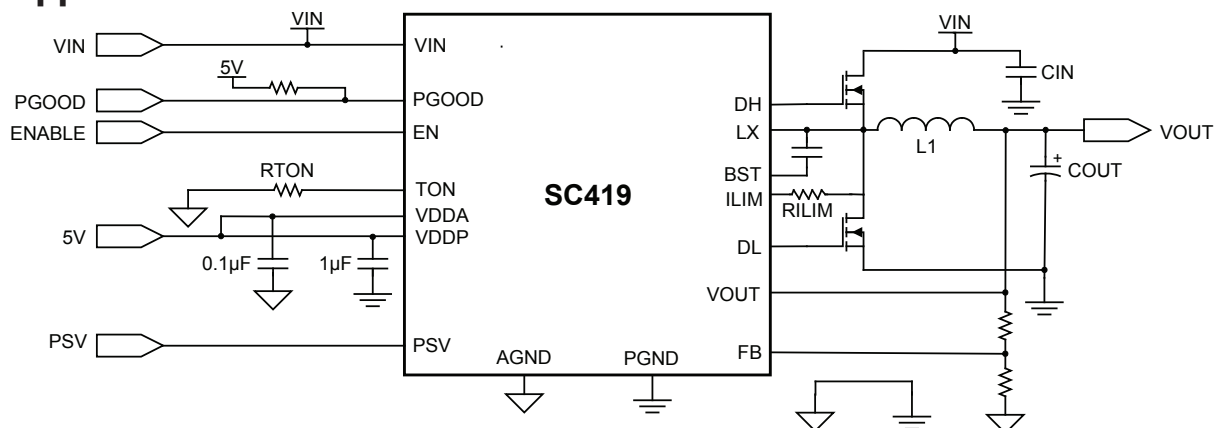 VIN
VIN
VIN
5V
PGOOD
PGOOD
ENABLE
EN
RTON
TON
VDDA
5V
VDDP
0.1µF
1µF
PSV
PSV
AGND
PGND
SC419
VIN
CIN
DH
LX
L1
VOUT
BST
COUT
+
ILIM
RILIM
DL
VOUT
FB